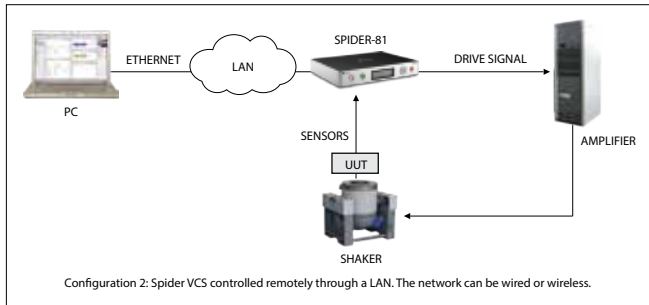 SPIDER-81
ETHERNET
LAN
DRIVE SIGNAL
PC
SENSORS
AMPLIFIER
UUT
SHAKER
Configuration 2: Spider VCS controlled remotely through a LAN. The network can be wired or wireless.